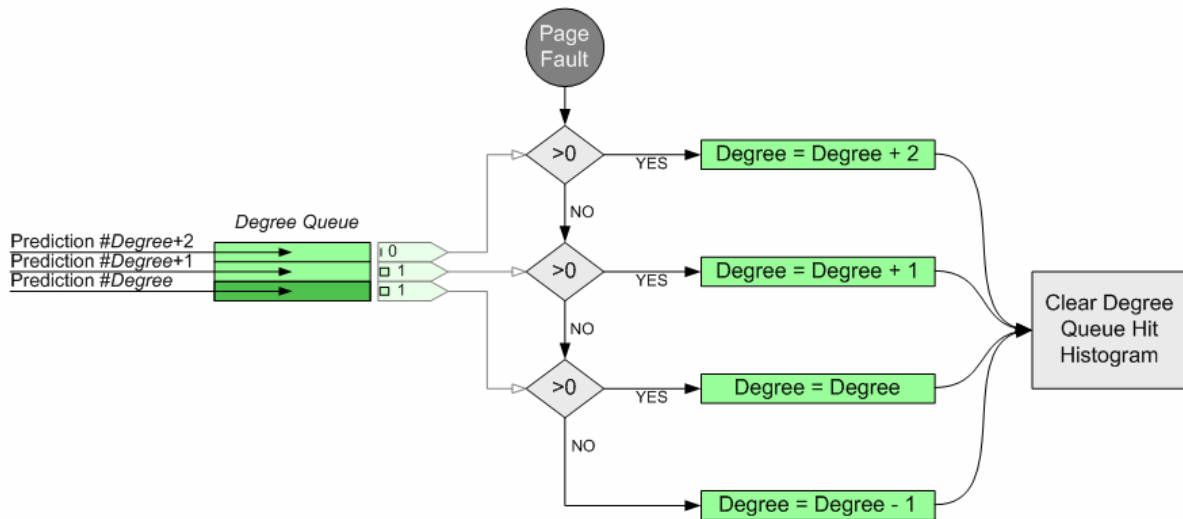 Page
Fault
>0
YES
Degree = Degree + 2
NO
Degree Queue
Prediction #Degree+2
0
Prediction #Degree+1
1
Prediction #Degree
1
>0
YES
Degree = Degree + 1
NO
>0
YES
Degree = Degree
NO
Degree = Degree - 1
Clear Degree
Queue Hit
Histogram